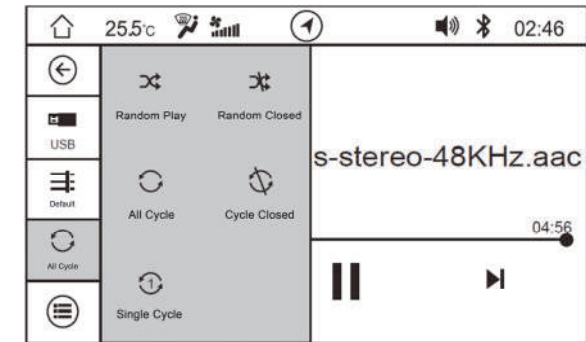 25.5°c 02:46
USB
Default
All Cycle
Random Play Random Closed
All Cycle Cycle Closed
1
Single Cycle
s-stereo-48KHz.aac
04:56